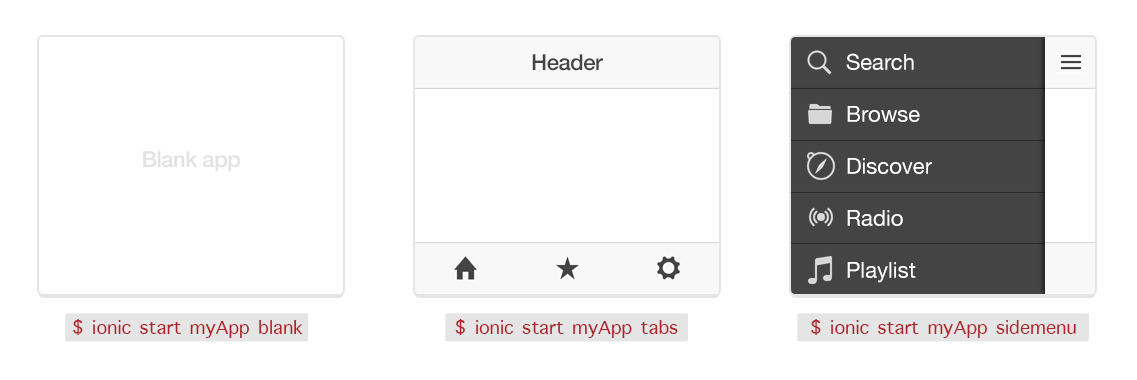 Blank app
$ ionic start myApp blank
Header
$ ionic start myApp tabs
Search
Browse
Discover
Radio
Playlist
$ ionic start myApp sidemenu